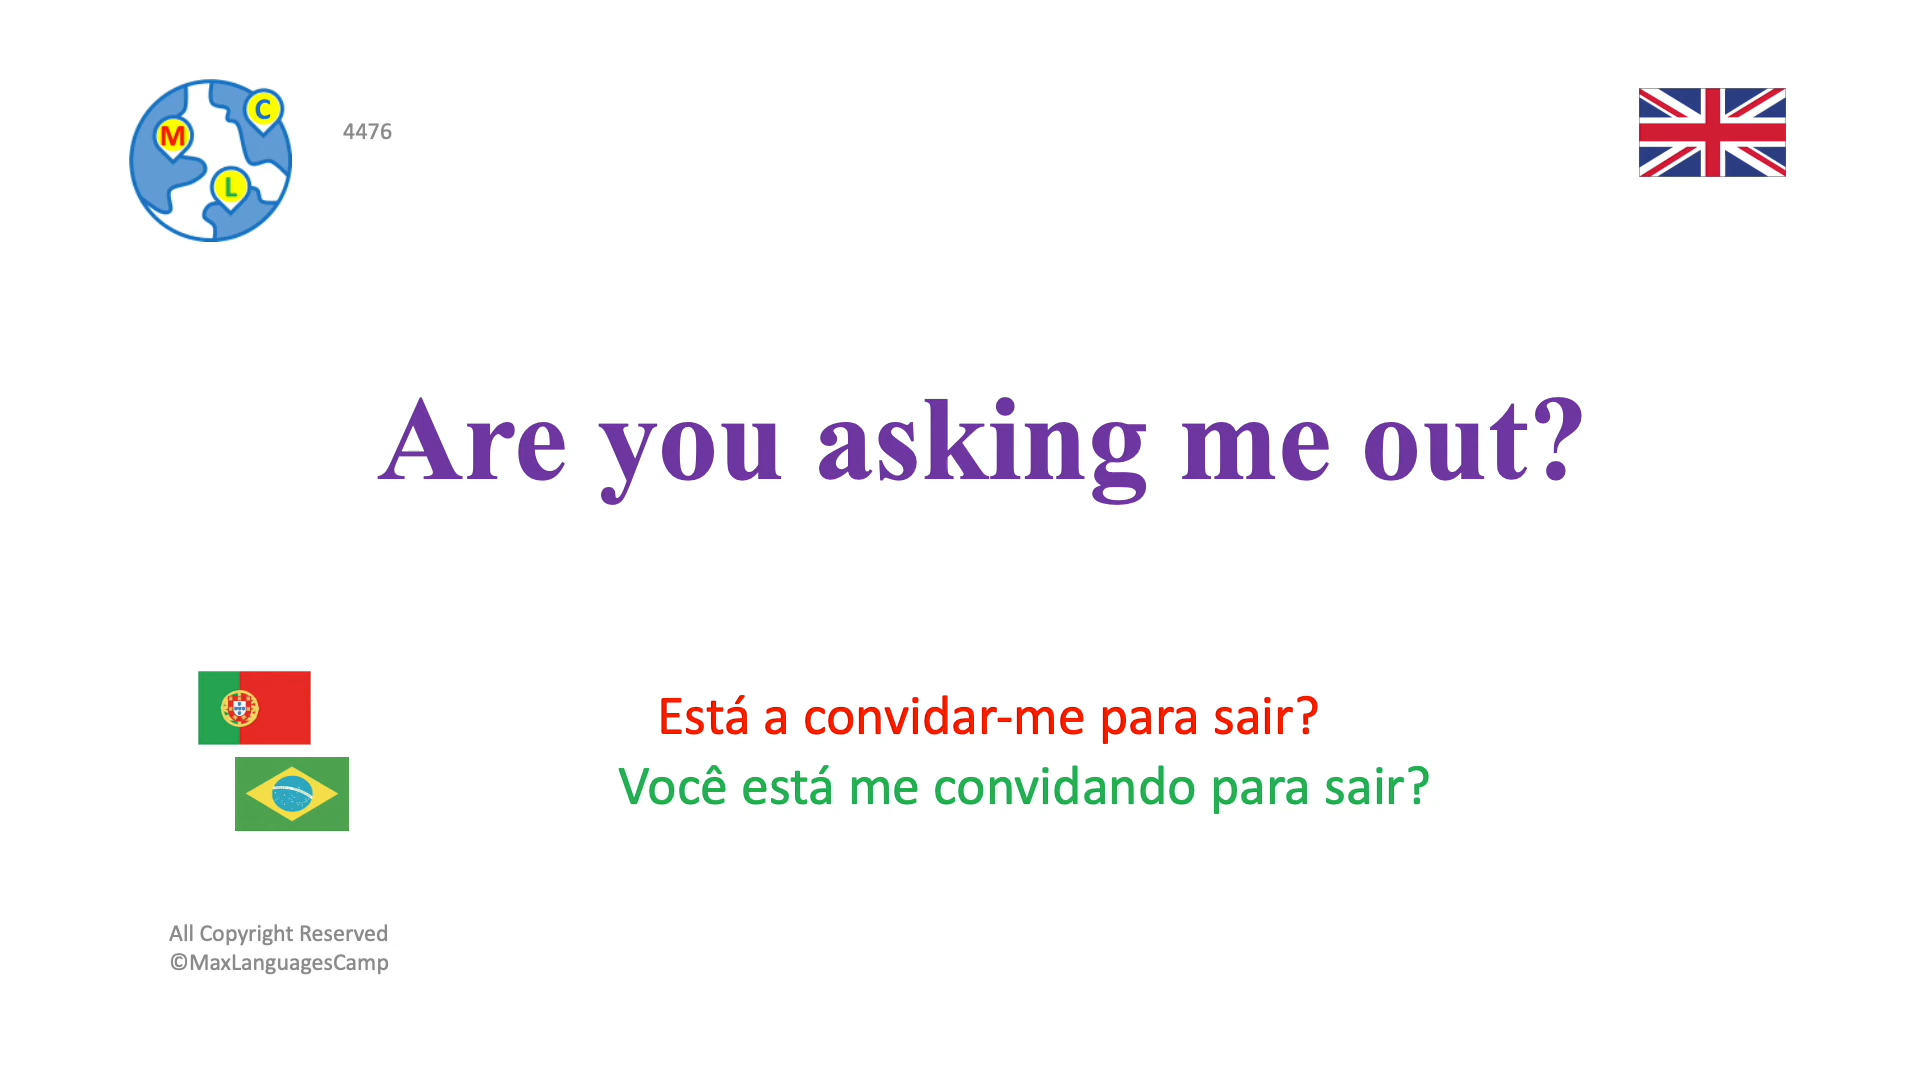 C
M
L
4476
Are you asking me out?
Está a convidar-me para sair?
Você está me convidando para sair?
All Copyright Reserved
©MaxLanguagesCamp